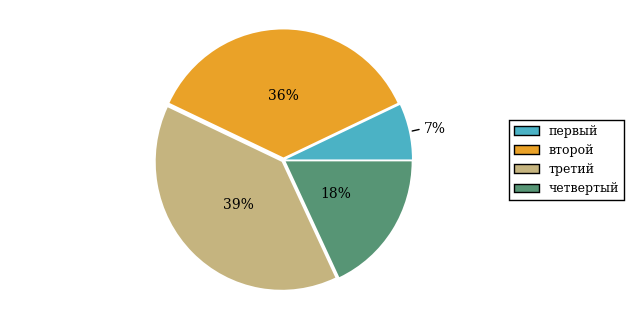 36%
7%
18%
39%
первый
второй
третий
четвертый